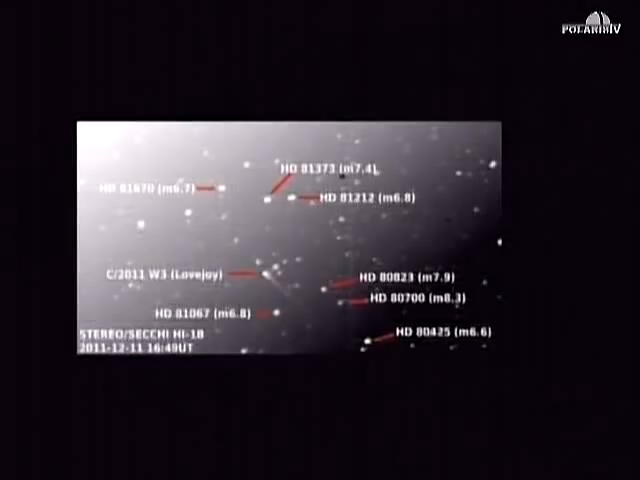 POLARISTV
HD 81373 (m7.4)
HD 81670 (m6.7)
HD 81212 (m6.8)
C/2011 W3 (Lovejoy)
HD 80823 (m7.9)
HD 80700 (m8.3)
HD 81067 (m6.8)
HD 80425 (m6.6)
STEREO/SECCHI HI-1B
2011-12-11 16:49UT